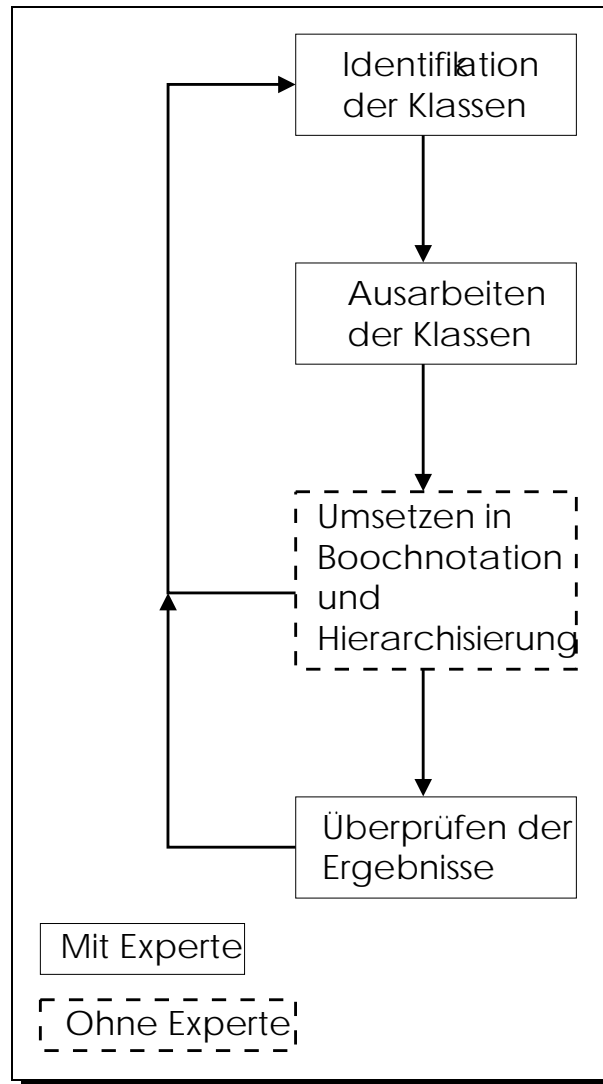 Identifikation
der Klassen
Ausarbeiten
der Klassen
Umsetzen in
Boochnotation
und
Hierarchisierung
Überprüfen der
Ergebnisse
Mit Experte
Ohne Experte